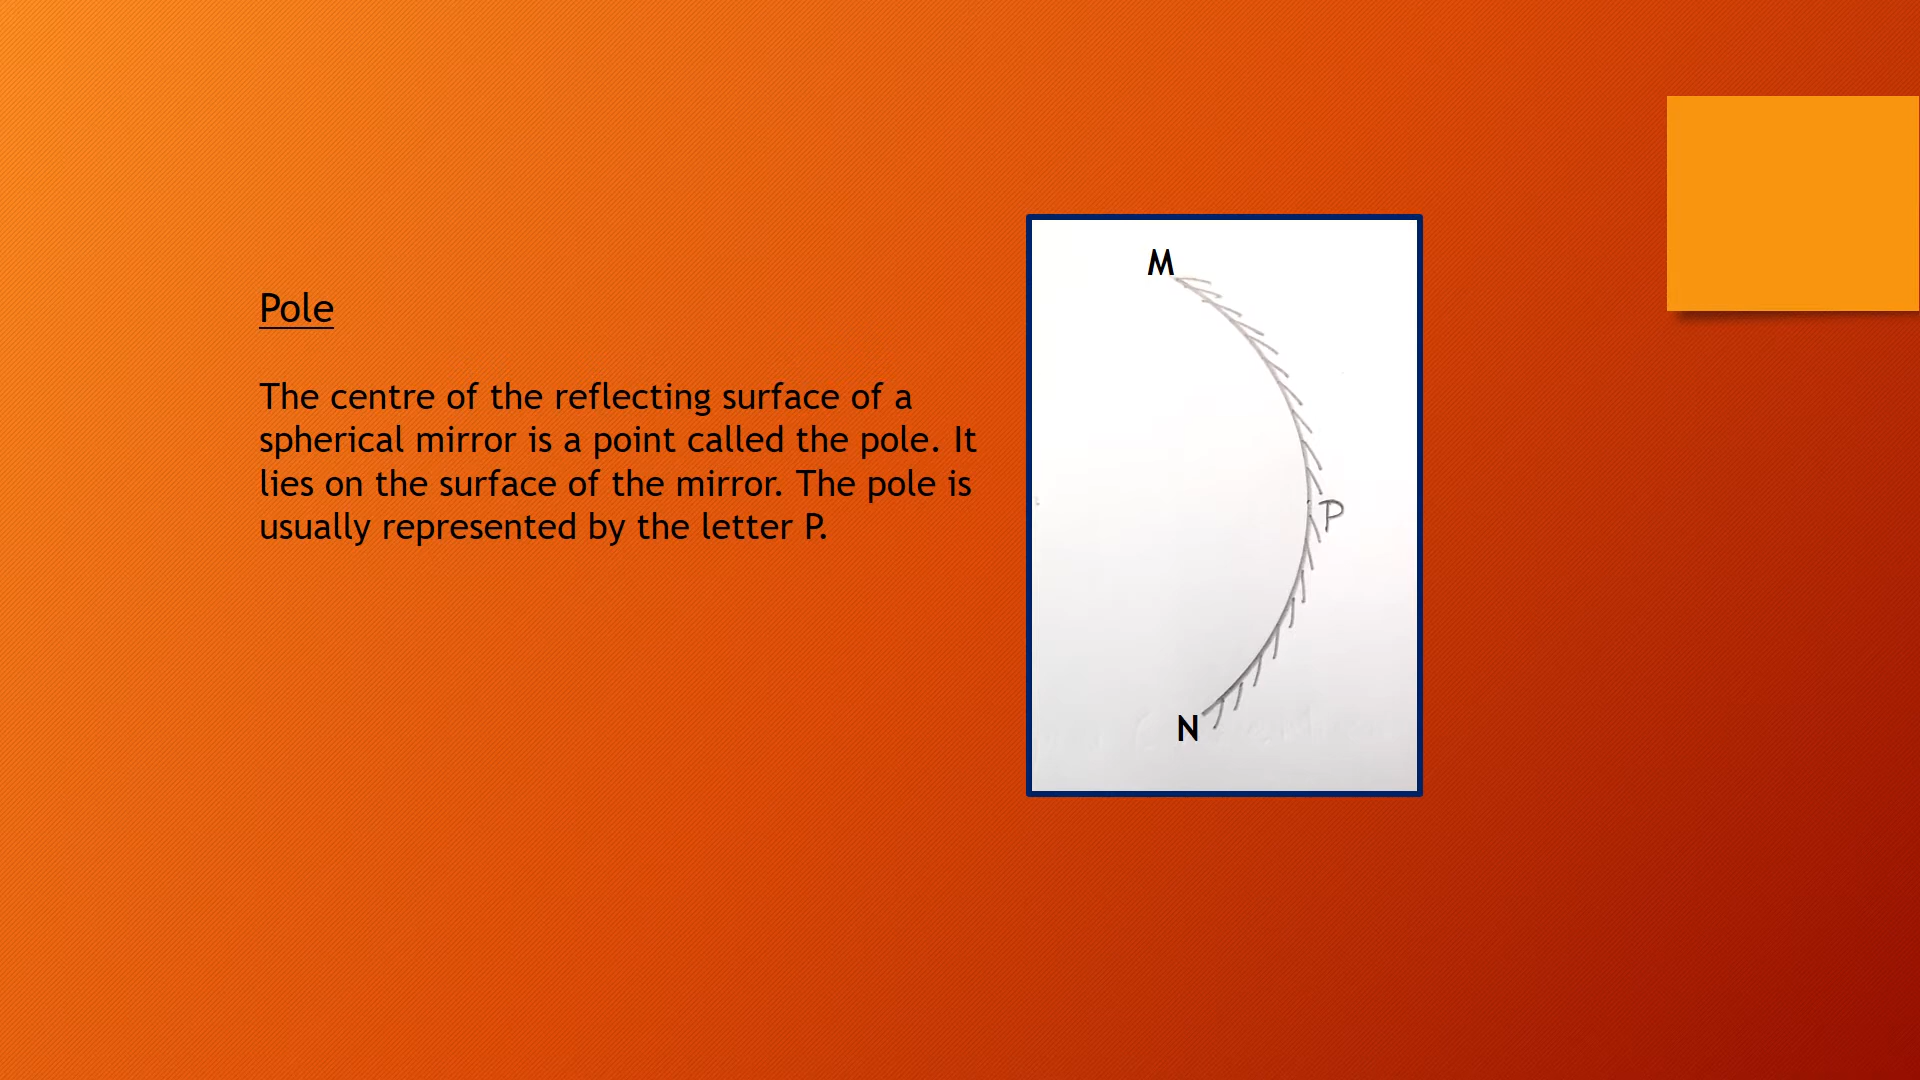 Pole
The centre of the reflecting surface of a
spherical mirror is a point called the pole. It
lies on the surface of the mirror. The pole is
usually represented by the letter P.
M
P
N